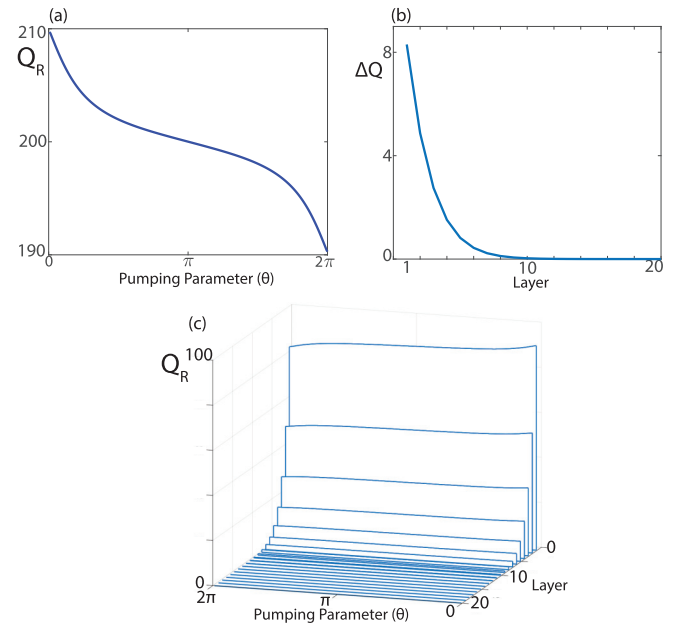 (a)
210
Q_R
200
190
0 π 2π
Pumping Parameter (θ)
(b)
8
ΔQ
4
0
1 10 20
Layer
(c)
Q_R 100
0
2π π 0
Pumping Parameter (θ)
0
10
20
Layer